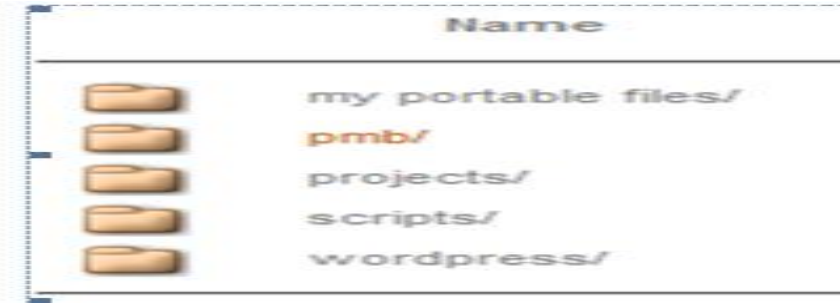 Name
my portable files/
pmb/
projects/
scripts/
wordpress/